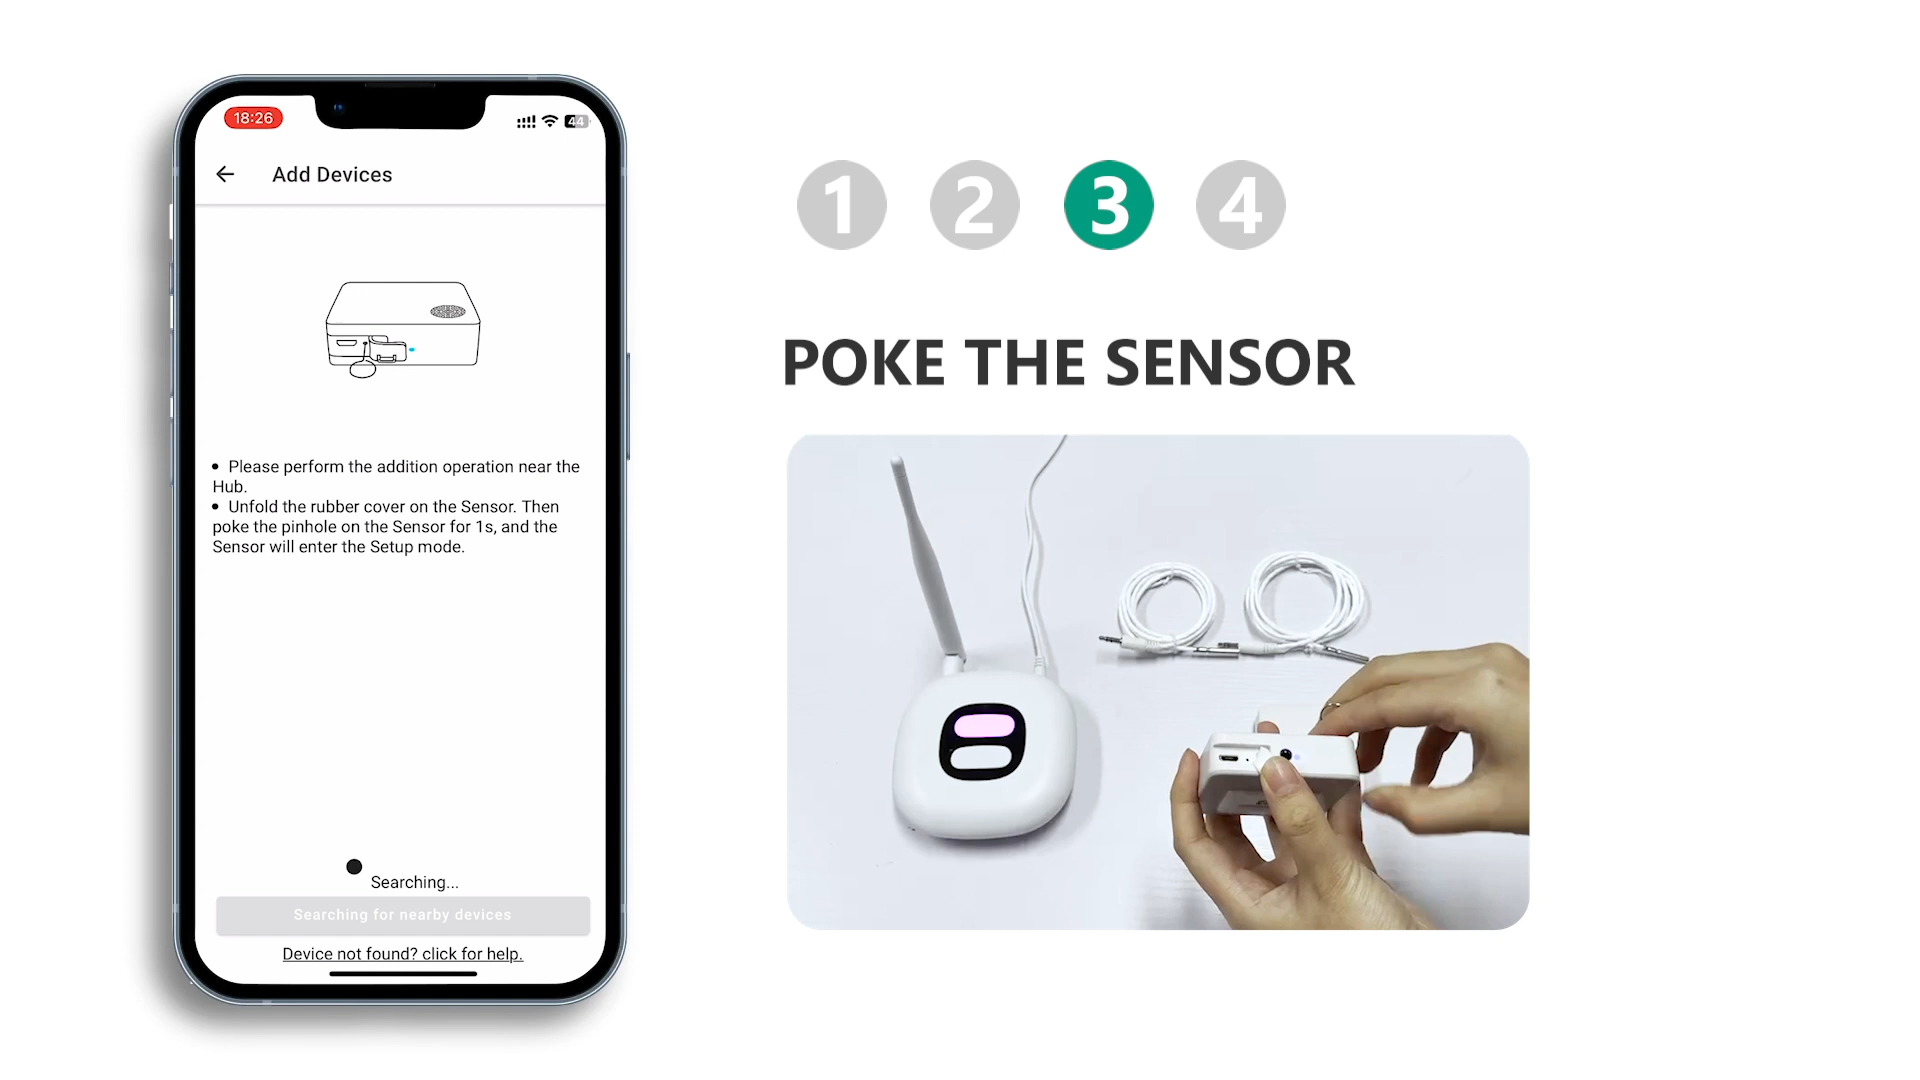 18:26
44
Add Devices
• Please perform the addition operation near the
Hub.
• Unfold the rubber cover on the Sensor. Then
poke the pinhole on the Sensor for 1s, and the
Sensor will enter the Setup mode.
Searching...
Searching for nearby devices
Device not found? click for help.
1 2 3 4
POKE THE SENSOR